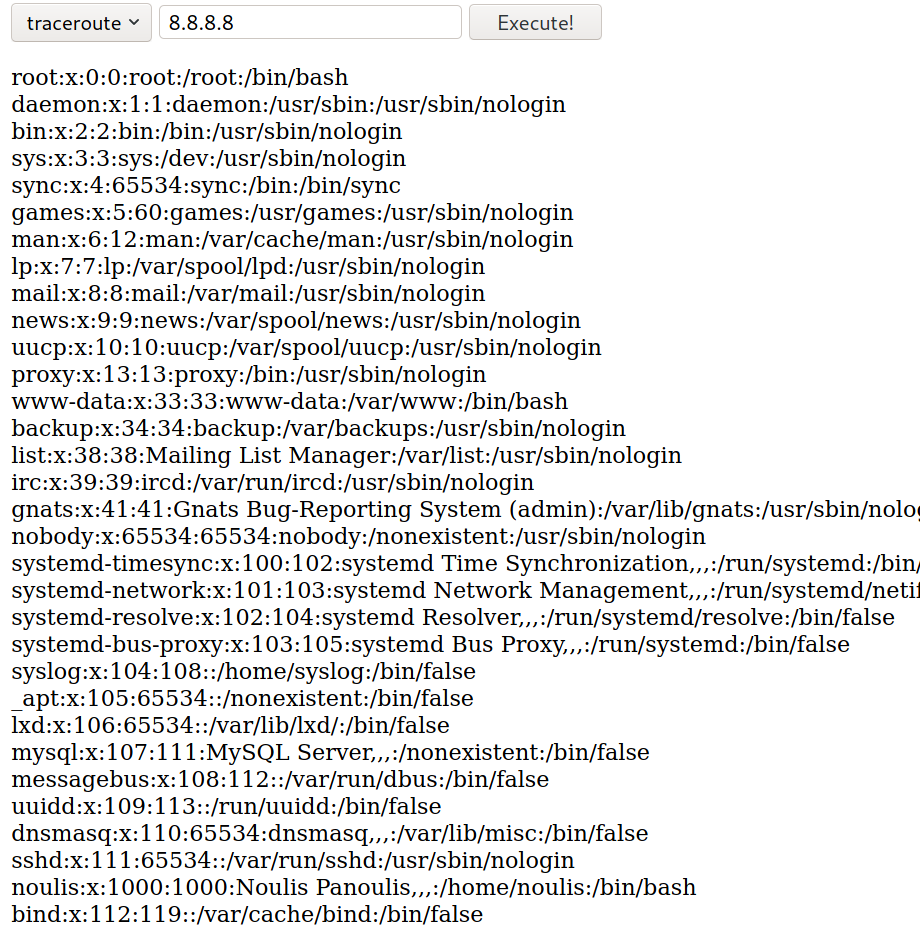 traceroute 8.8.8.8 Execute!
root:x:0:0:root:/root:/bin/bash
daemon:x:1:1:daemon:/usr/sbin:/usr/sbin/nologin
bin:x:2:2:bin:/bin:/usr/sbin/nologin
sys:x:3:3:sys:/dev:/usr/sbin/nologin
sync:x:4:65534:sync:/bin:/bin/sync
games:x:5:60:games:/usr/games:/usr/sbin/nologin
man:x:6:12:man:/var/cache/man:/usr/sbin/nologin
lp:x:7:7:lp:/var/spool/lpd:/usr/sbin/nologin
mail:x:8:8:mail:/var/mail:/usr/sbin/nologin
news:x:9:9:news:/var/spool/news:/usr/sbin/nologin
uucp:x:10:10:uucp:/var/spool/uucp:/usr/sbin/nologin
proxy:x:13:13:proxy:/bin:/usr/sbin/nologin
www-data:x:33:33:www-data:/var/www:/bin/bash
backup:x:34:34:backup:/var/backups:/usr/sbin/nologin
list:x:38:38:Mailing List Manager:/var/list:/usr/sbin/nologin
irc:x:39:39:ircd:/var/run/ircd:/usr/sbin/nologin
gnats:x:41:41:Gnats Bug-Reporting System (admin):/var/lib/gnats:/usr/sbin/nolog
nobody:x:65534:65534:nobody:/nonexistent:/usr/sbin/nologin
systemd-timesync:x:100:102:systemd Time Synchronization,,,:/run/systemd:/bin/
systemd-network:x:101:103:systemd Network Management,,,:/run/systemd/netif
systemd-resolve:x:102:104:systemd Resolver,,,:/run/systemd/resolve:/bin/false
systemd-bus-proxy:x:103:105:systemd Bus Proxy,,,:/run/systemd:/bin/false
syslog:x:104:108::/home/syslog:/bin/false
_apt:x:105:65534::/nonexistent:/bin/false
lxd:x:106:65534::/var/lib/lxd/:/bin/false
mysql:x:107:111:MySQL Server,,,:/nonexistent:/bin/false
messagebus:x:108:112::/var/run/dbus:/bin/false
uuidd:x:109:113::/run/uuidd:/bin/false
dnsmasq:x:110:65534:dnsmasq,,,:/var/lib/misc:/bin/false
sshd:x:111:65534::/var/run/sshd:/usr/sbin/nologin
noulis:x:1000:1000:Noulis Panoulis,,,:/home/noulis:/bin/bash
bind:x:112:119::/var/cache/bind:/bin/false